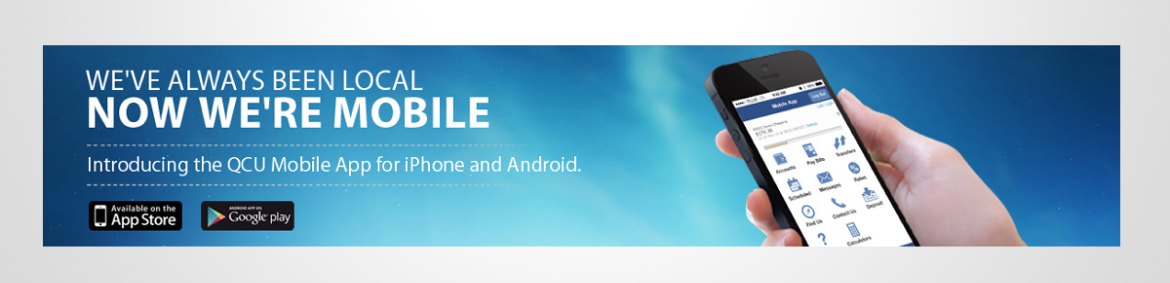 WE'VE ALWAYS BEEN LOCAL
NOW WE'RE MOBILE
Introducing the QCU Mobile App for iPhone and Android.
Available on the
App Store
ANDROID APP ON
Google play
Mobile App
Log Out
Accounts
Pay Bills
Transfers
Scheduled
Messages
Rates
Find Us
Contact Us
Deposit
?
Calculators